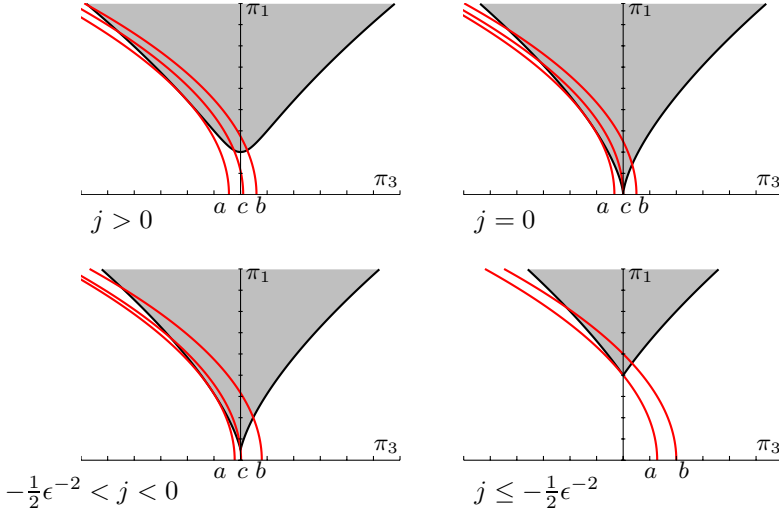 π₁
π₁
π₃
π₃
a c b
a c b
j > 0
j = 0
π₁
π₁
π₃
π₃
a c b
a b
−½ϵ⁻² < j < 0
j ≤ −½ϵ⁻²